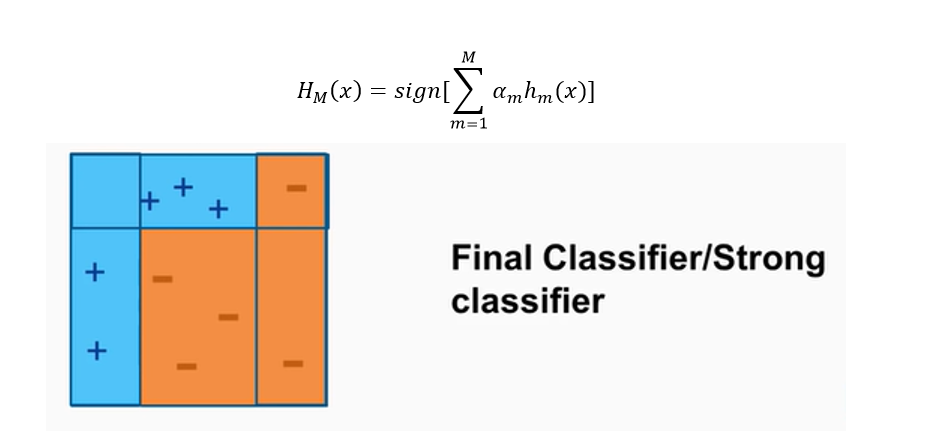 M
H_M(x) = sign[∑ α_m h_m(x)]
m=1
+ + + −
+ −
−
+ − −
Final Classifier/Strong
classifier